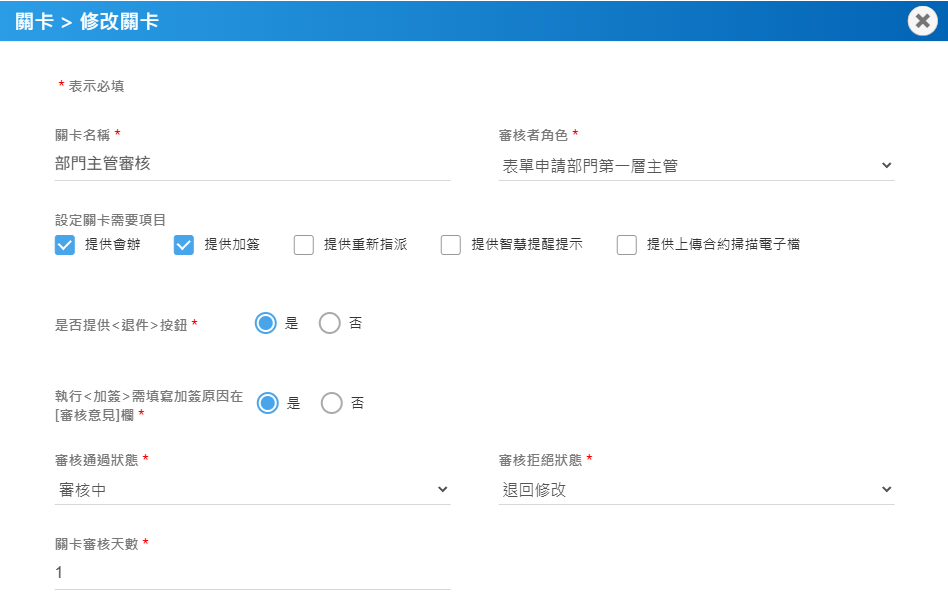 關卡 > 修改關卡
* 表示必填
關卡名稱 *
審核者角色 *
部門主管審核
表單申請部門第一層主管
設定關卡需要項目
提供會辦 提供加簽 提供重新指派 提供智慧提醒提示 提供上傳合約掃描電子檔
是否提供<退件>按鈕 * 是 否
執行<加簽>需填寫加簽原因在
[審核意見]欄 * 是 否
審核通過狀態 *
審核拒絕狀態 *
審核中
退回修改
關卡審核天數 *
1